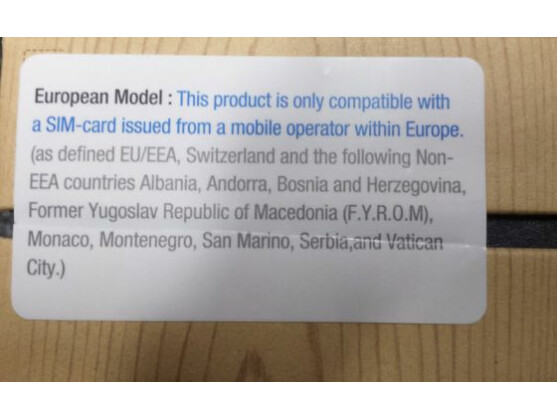 European Model : This product is only compatible with
a SIM-card issued from a mobile operator within Europe.
(as defined EU/EEA, Switzerland and the following Non-
EEA countries Albania, Andorra, Bosnia and Herzegovina,
Former Yugoslav Republic of Macedonia (F.Y.R.O.M),
Monaco, Montenegro, San Marino, Serbia,and Vatican
City.)